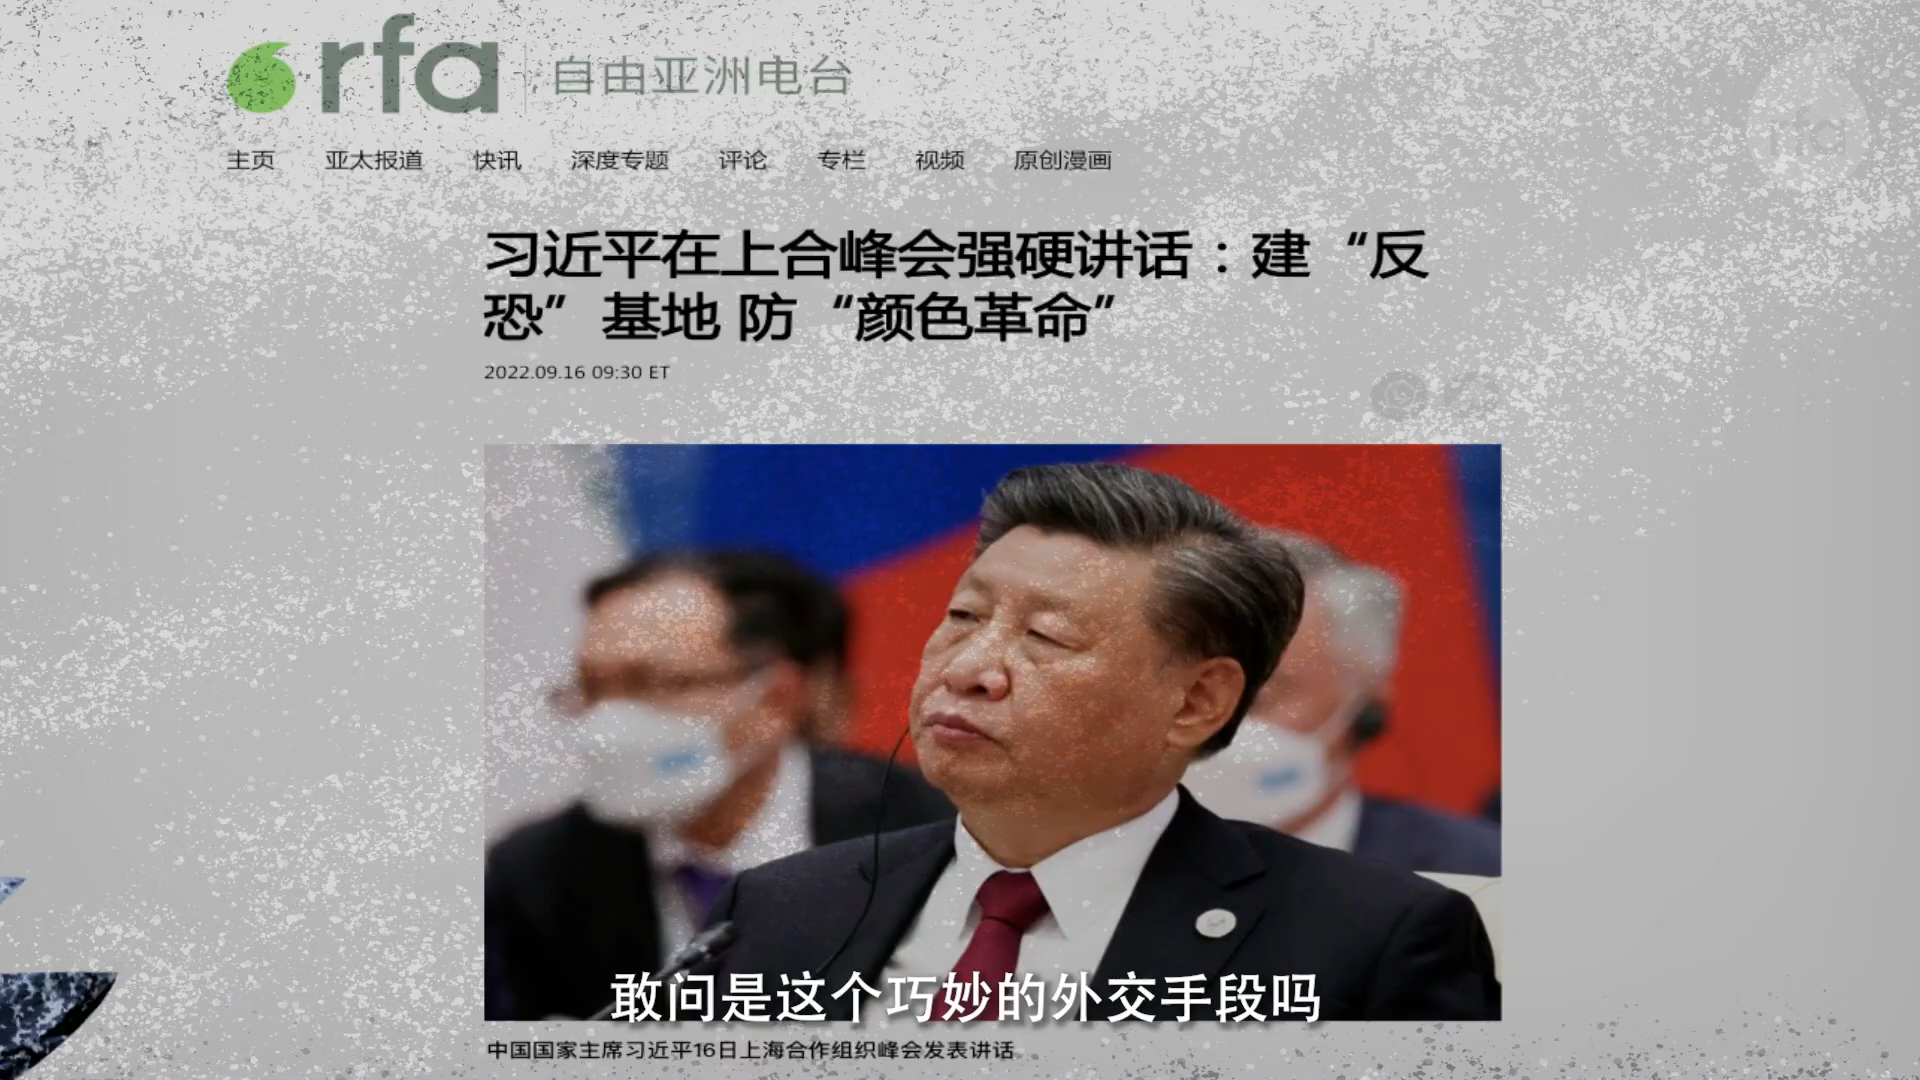 rfa 自由亚洲电台
rfa
主页 亚太报道 快讯 深度专题 评论 专栏 视频 原创漫画
习近平在上合峰会强硬讲话：建“反
恐”基地 防“颜色革命”
2022.09.16 09:30 ET
敢问是这个巧妙的外交手段吗
中国国家主席习近平16日上海合作组织峰会发表讲话